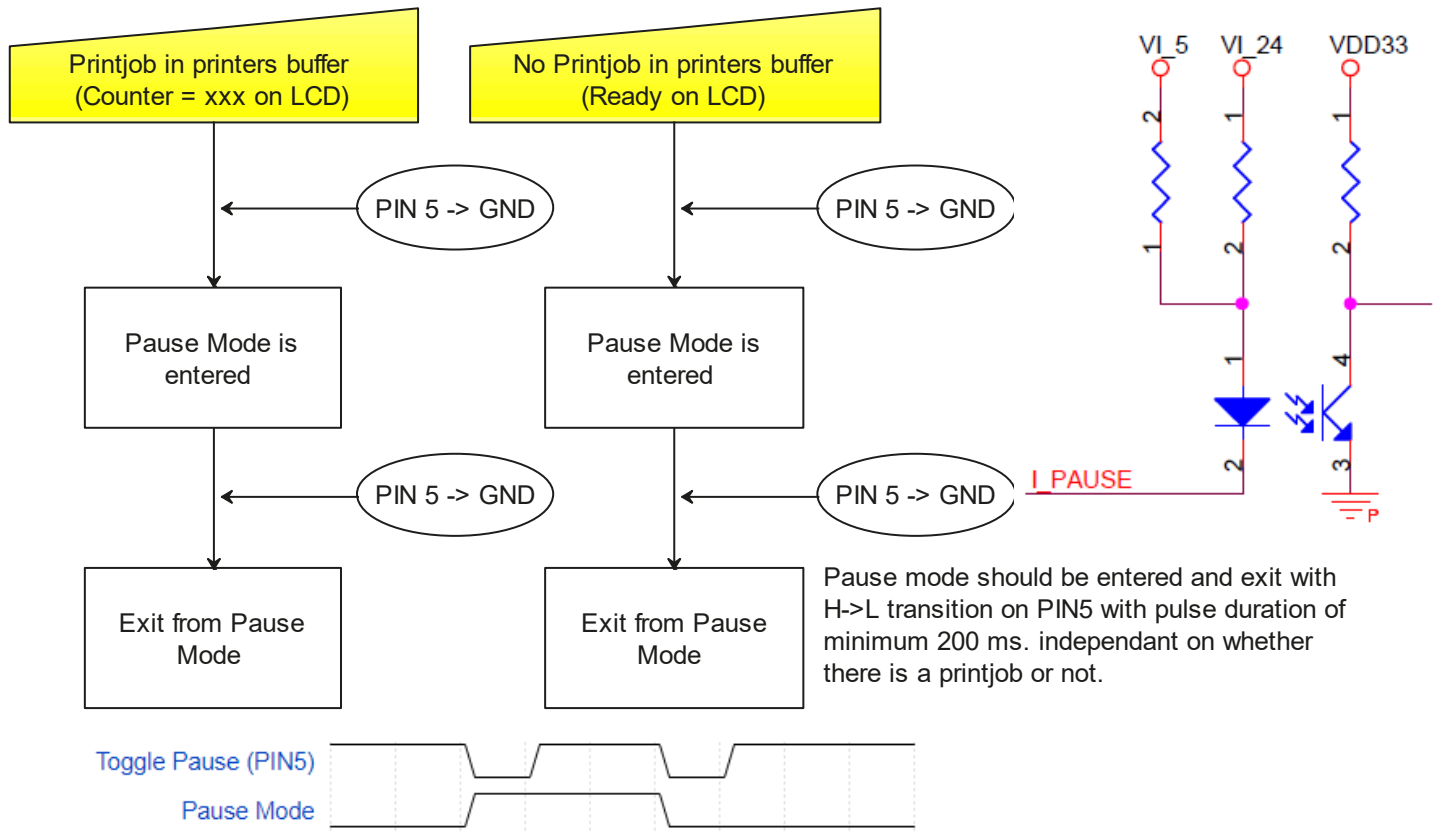 Printjob in printers buffer
(Counter = xxx on LCD)
No Printjob in printers buffer
(Ready on LCD)
PIN 5 -> GND
PIN 5 -> GND
Pause Mode is
entered
Pause Mode is
entered
PIN 5 -> GND
PIN 5 -> GND
Exit from Pause
Mode
Exit from Pause
Mode
VI_5
VI_24
VDD33
2
1
1
1
2
2
1
4
2
3
I_PAUSE
P
Pause mode should be entered and exit with
H->L transition on PIN5 with pulse duration of
minimum 200 ms. independant on whether
there is a printjob or not.
Toggle Pause (PIN5)
Pause Mode